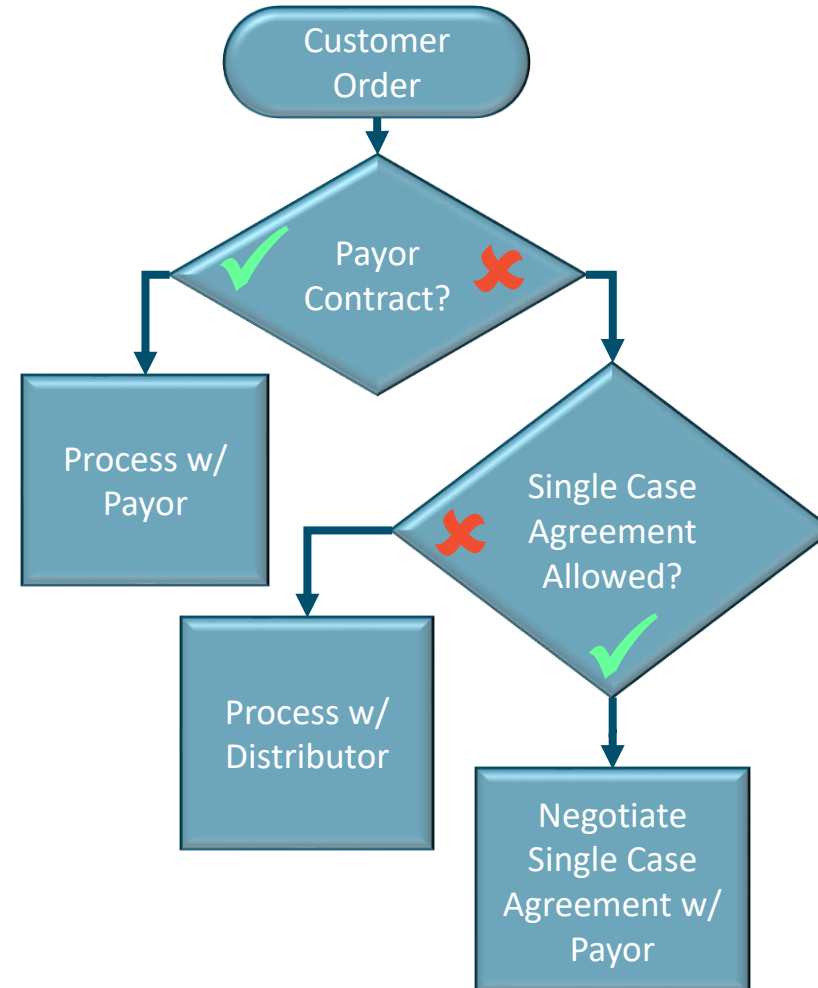 Customer
Order
Payor
Contract?
Process w/
Payor
Single Case
Agreement
Allowed?
Process w/
Distributor
Negotiate
Single Case
Agreement w/
Payor